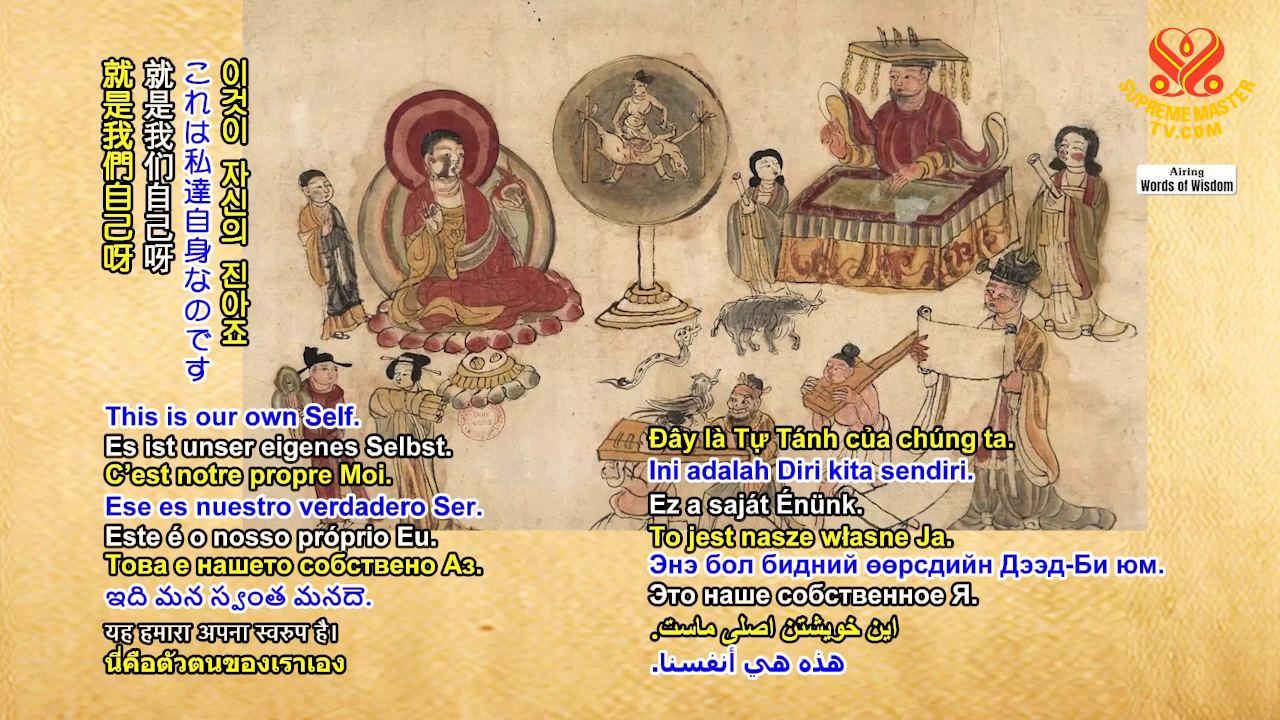 就是我們自己呀
就是我们自己呀
これは私達自身なのです
이것이 자신의 진아죠
This is our own Self.
Es ist unser eigenes Selbst.
C'est notre propre Moi.
Ese es nuestro verdadero Ser.
Este é o nosso próprio Eu.
Това е нашето собствено Аз.
ఇది మన స్వంత మనదె.
यह हमारा अपना स्वरुप है।
นี่คือตัวตนของเราเอง
Đây là Tự Tánh của chúng ta.
Ini adalah Diri kita sendiri.
Ez a saját Énünk.
To jest nasze własne Ja.
Энэ бол бидний өөрсдийн Дээд-Би юм.
Это наше собственное Я.
این خویشتن اصلی ماست.
هذه هي أنفسنا.
SUPREME MASTER
TV.COM
Airing
Words of Wisdom